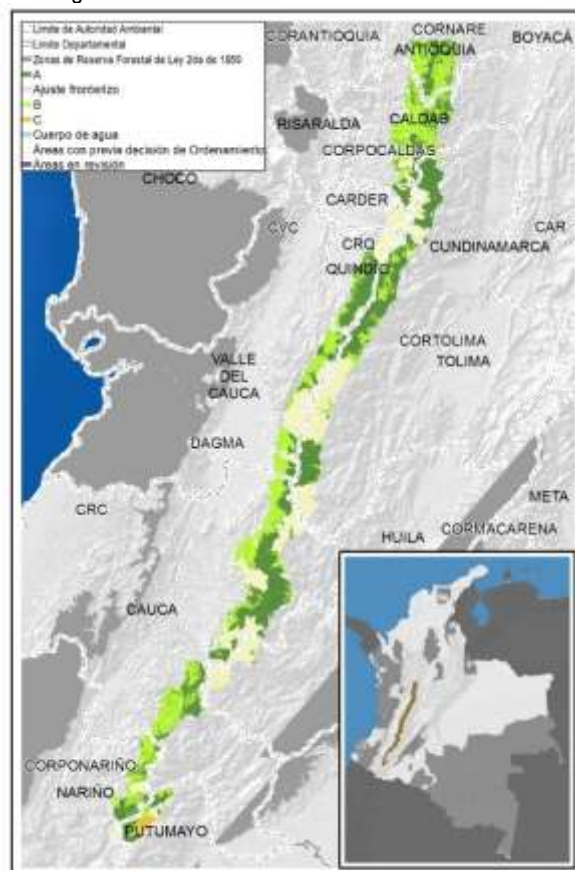 Limite de Autoridad Ambiental
Limite Departamental
Zonas de Reserva Forestal de Ley 2da de 1959
A
Ajuste fronterizo
B
C
Cuerpo de agua
Áreas con previa decisión de Ordenamiento
Áreas en revisión
CORANTIOQUIA
CORNARE
ANTIOQUIA
BOYACÁ
RISARALDA
CALDAS
CORPOCALDAS
CHOCO
CARDER
CVC
CAR
CRQ
CUNDINAMARCA
QUINDIO
CORTOLIMA
TOLIMA
VALLE
DEL
CAUCA
DAGMA
META
CRC
HUILA
CORMACARENA
CAUCA
CORPONARIÑO
NARIÑO
PUTUMAYO